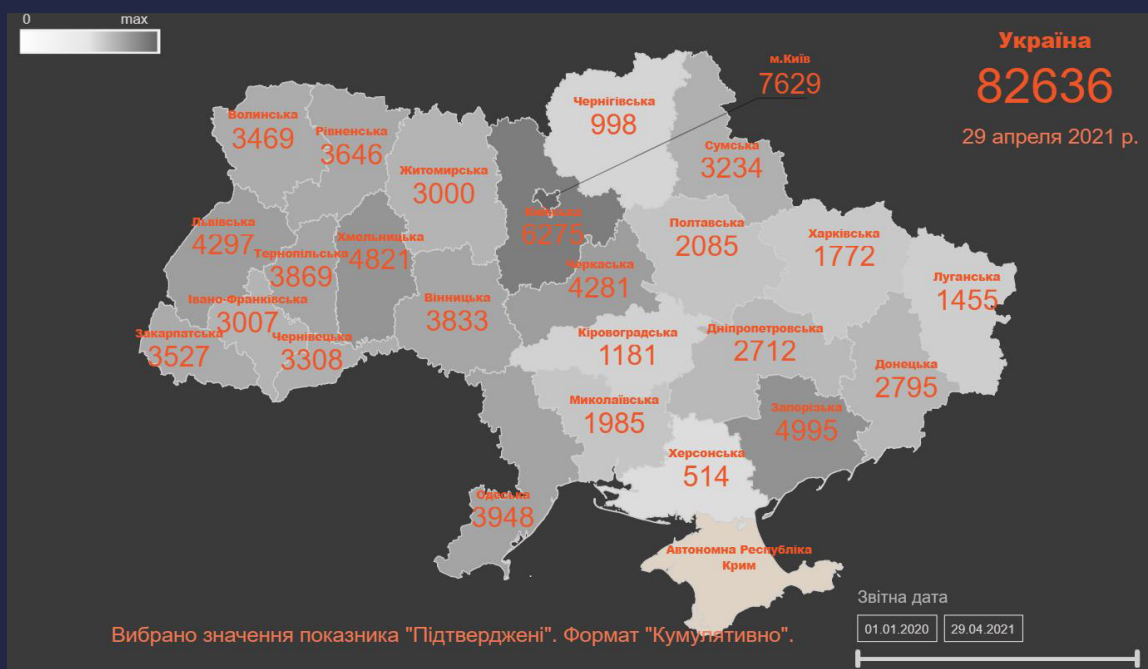 0 max
Україна
82636
29 апреля 2021 р.
м.Київ
7629
Чернігівська
998
Волинська
3469
Рівненська
3646
Сумська
3234
Житомирська
3000
Київська
6275
Львівська
4297
Хмельницька
4821
Тернопільська
3869
Полтавська
2085
Харківська
1772
Черкаська
4281
Луганська
1455
Івано-Франківська
3007
Вінницька
3833
Закарпатська
3527
Чернівецька
3308
Кіровоградська
1181
Дніпропетровська
2712
Донецька
2795
Миколаївська
1985
Запорізька
4995
Херсонська
514
Одеська
3948
Автономна Республіка
Крим
Звітна дата
01.01.2020 29.04.2021
Вибрано значення показника "Підтверджені". Формат "Кумулятивно".